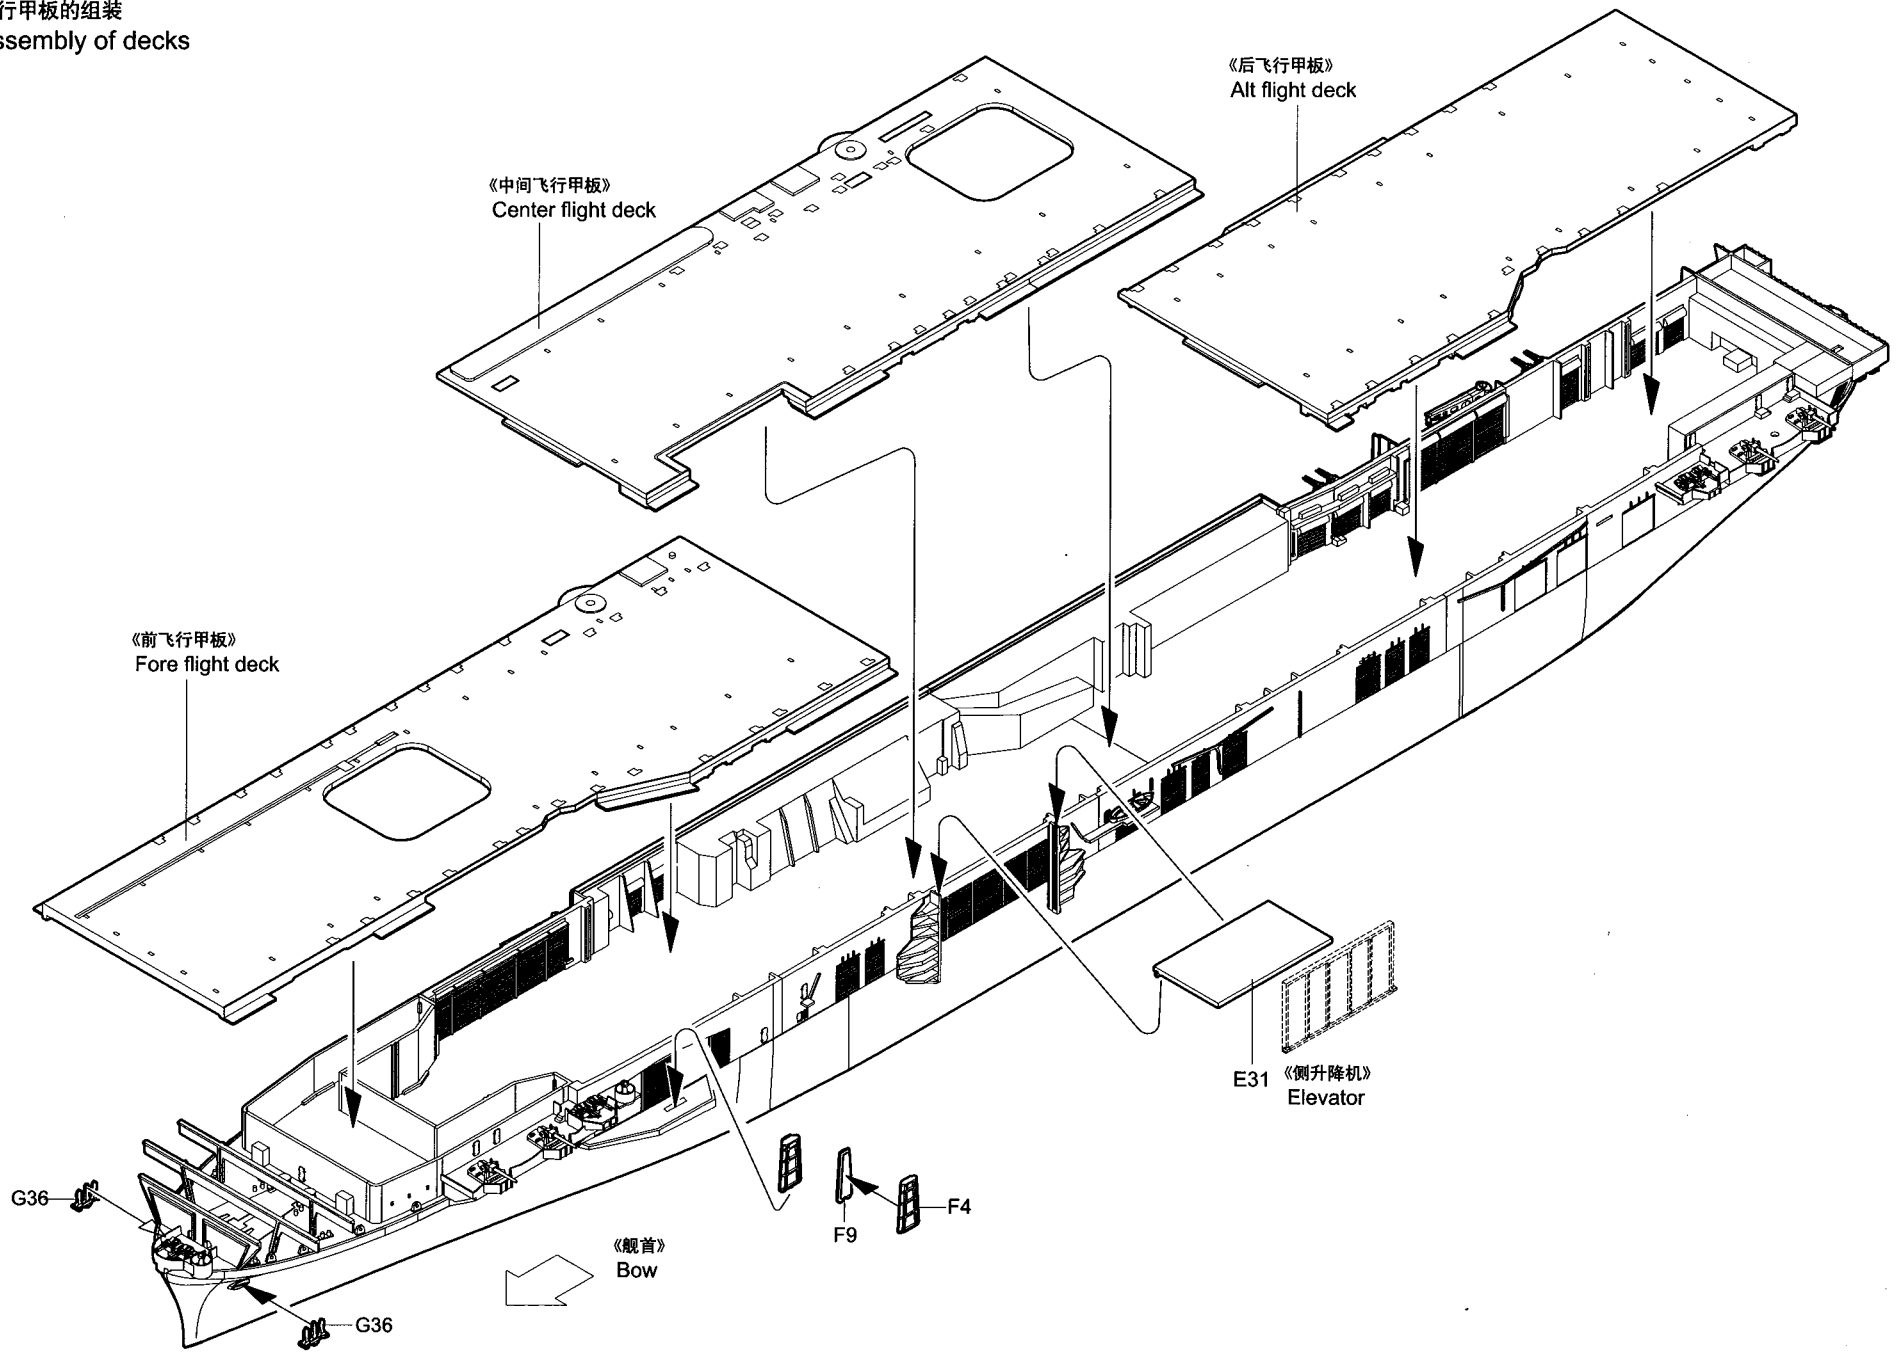 行甲板的组装
ssembly of decks
《后飞行甲板》
Alt flight deck
《中间飞行甲板》
Center flight deck
《前飞行甲板》
Fore flight deck
E31
《侧升降机》
Elevator
G36
F4
F9
《舰首》
Bow
G36